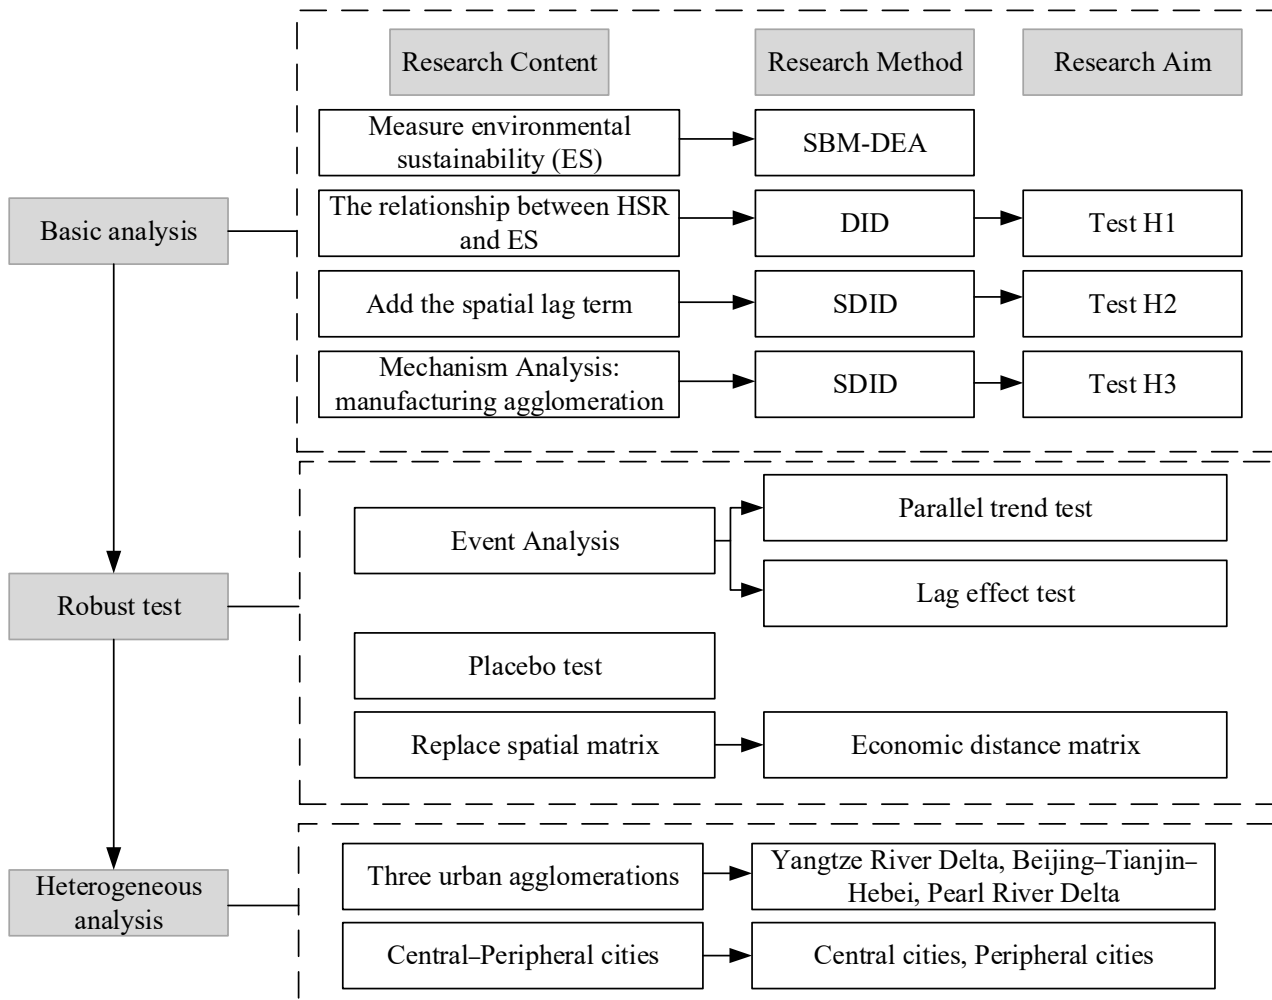 Research Content
Research Method
Research Aim
Measure environmental
sustainability (ES)
SBM-DEA
Basic analysis
The relationship between HSR
and ES
DID
Test H1
Add the spatial lag term
SDID
Test H2
Mechanism Analysis:
manufacturing agglomeration
SDID
Test H3
Robust test
Event Analysis
Parallel trend test
Lag effect test
Placebo test
Replace spatial matrix
Economic distance matrix
Heterogeneous
analysis
Three urban agglomerations
Yangtze River Delta, Beijing–Tianjin–
Hebei, Pearl River Delta
Central–Peripheral cities
Central cities, Peripheral cities